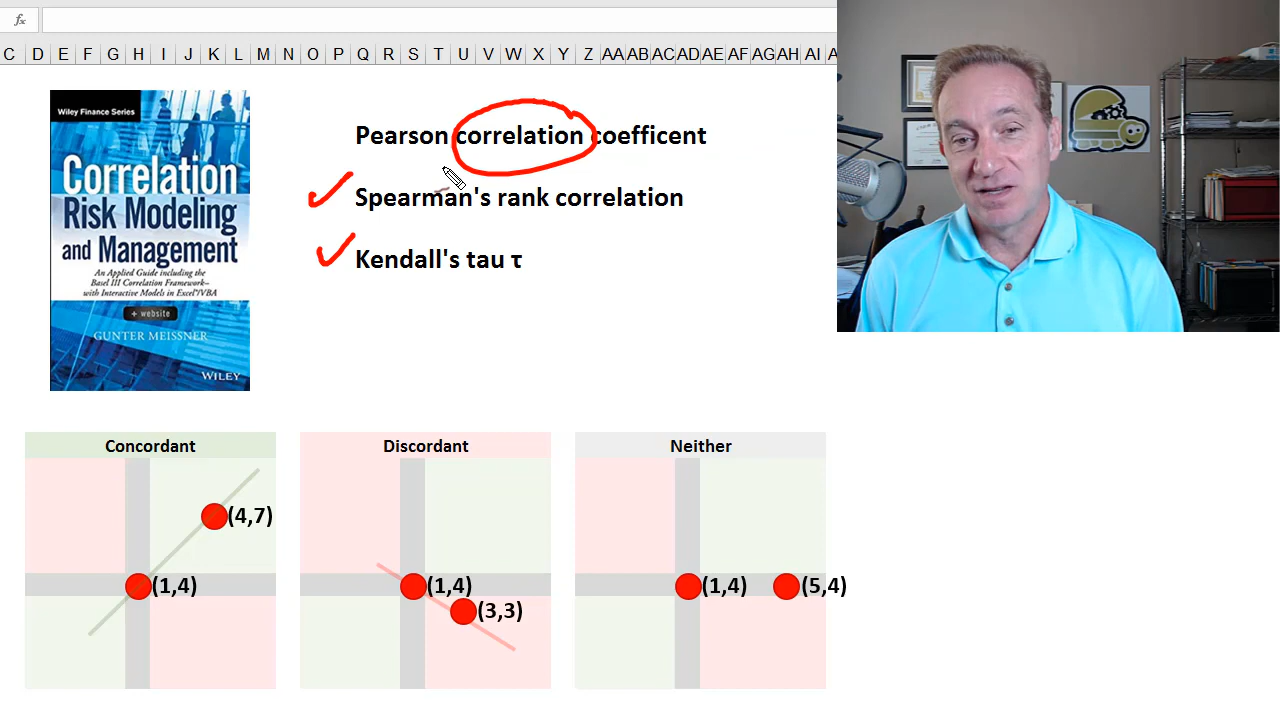 fx
C D E F G H I J K L M N O P Q R S T U V W X Y Z AA AB AC AD AE AF AG AH AI A
Wiley Finance Series
Correlation
Risk Modeling
and Management
An Applied Guide including the
Basel III Correlation Framework–
with Interactive Models in Excel®/VBA
+ website
GUNTER MEISSNER
WILEY
Pearson correlation coefficent
Spearman's rank correlation
Kendall's tau τ
Concordant
(4,7)
(1,4)
Discordant
(1,4)
(3,3)
Neither
(1,4)
(5,4)